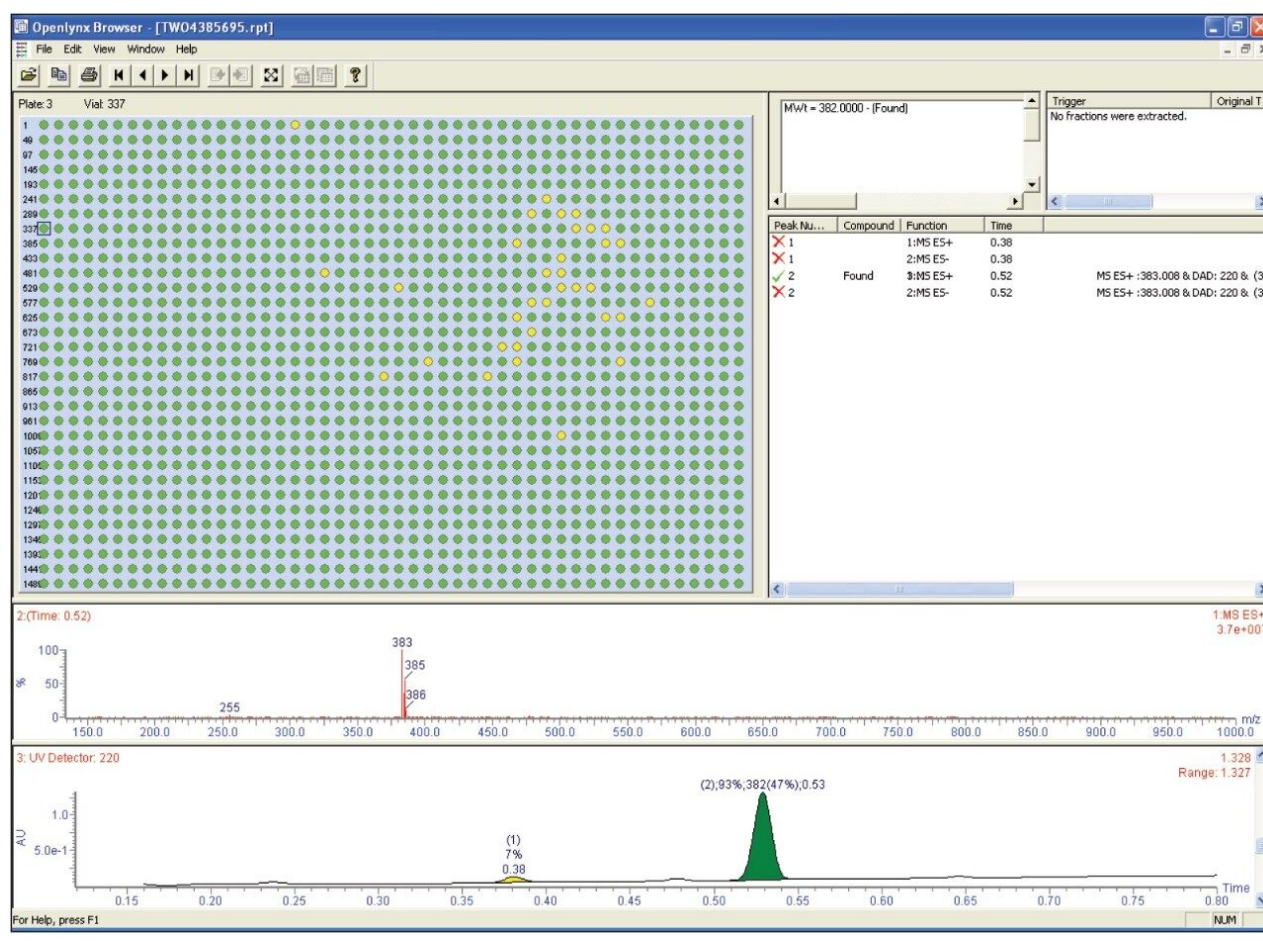 Openlynx Browser - [TWO4385695.rpt]
File Edit View Window Help
Plate: 3 Vial: 337
1
49
97
145
193
241
289
337
385
433
481
529
577
625
673
721
769
817
865
913
961
1009
1057
1105
1153
1201
1249
1297
1345
1393
1441
1489
MWt = 382.0000 - (Found)
Trigger Original T
No fractions were extracted.
Peak Nu... Compound Function Time
1 1:MS ES+ 0.38
1 2:MS ES- 0.38
2 Found 3:MS ES+ 0.52 MS ES+ :383.008 & DAD: 220 & (3
2 2:MS ES- 0.52 MS ES+ :383.008 & DAD: 220 & (3
2:(Time: 0.52) 1:MS ES+
3.7e+007
383
100
385
% 50
386
255
0
m/z
150.0 200.0 250.0 300.0 350.0 400.0 450.0 500.0 550.0 600.0 650.0 700.0 750.0 800.0 850.0 900.0 950.0 1000.0
3: UV Detector: 220 1.328
Range: 1.327
(2);93%;382(47%);0.53
1.0
AU
(1)
5.0e-1
7%
0.38
Time
0.15 0.20 0.25 0.30 0.35 0.40 0.45 0.50 0.55 0.60 0.65 0.70 0.75 0.80
For Help, press F1 NUM